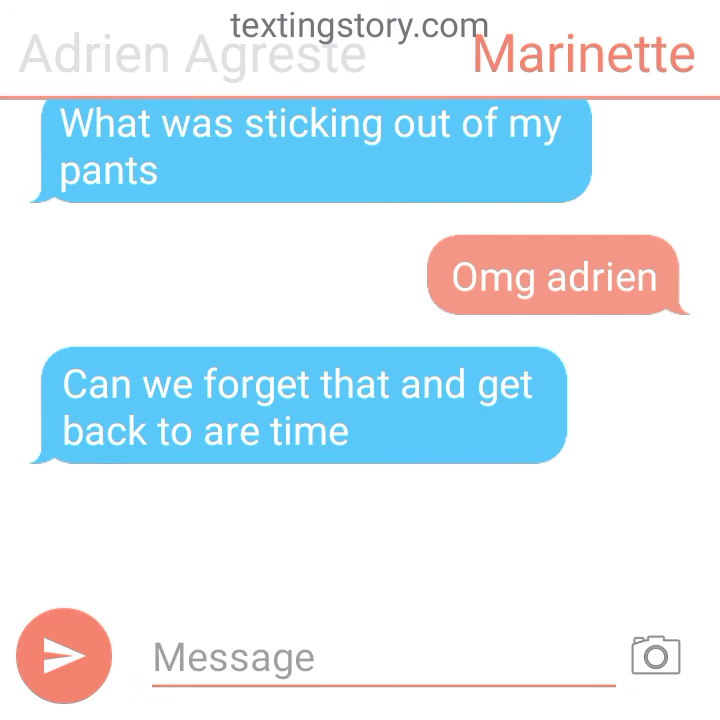 textingstory.com
Adrien Agreste Marinette
What was sticking out of my
pants
Omg adrien
Can we forget that and get
back to are time
Message